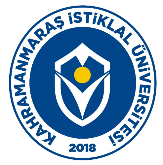 KAHRAMANMARAŞ İSTİKLAL ÜNİVERSİTESİ
2018